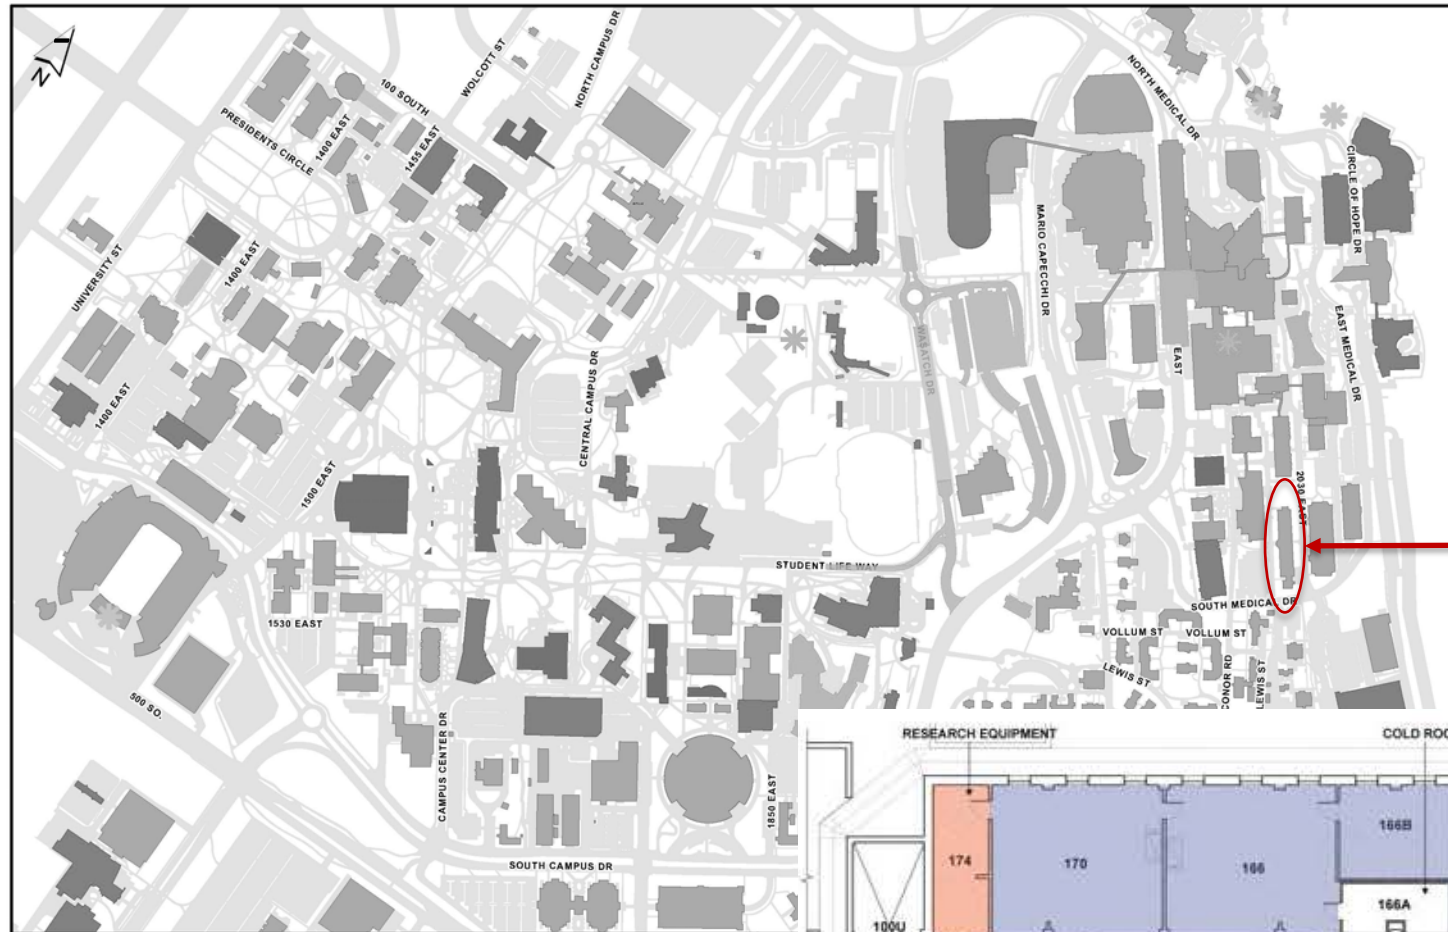 N
WOLCOTT ST
NORTH CAMPUS DR
100 SOUTH
PRESIDENTS CIRCLE
1400 EAST
1455 EAST
NORTH MEDICAL DR
CIRCLE OF HOPE DR
UNIVERSITY ST
1400 EAST
MARIO CAPECCHI DR
WASATCH DR
EAST
EAST MEDICAL DR
1400 EAST
CENTRAL CAMPUS DR
1500 EAST
2030 EAST
STUDENT LIFE WAY
SOUTH MEDICAL DR
1530 EAST
VOLLUM ST
VOLLUM ST
LEWIS ST
CONOR RD
LEWIS ST
500 SO.
CAMPUS CENTER DR
1850 EAST
SOUTH CAMPUS DR
RESEARCH EQUIPMENT
COLD ROO
174
170
166
166B
166A
100U